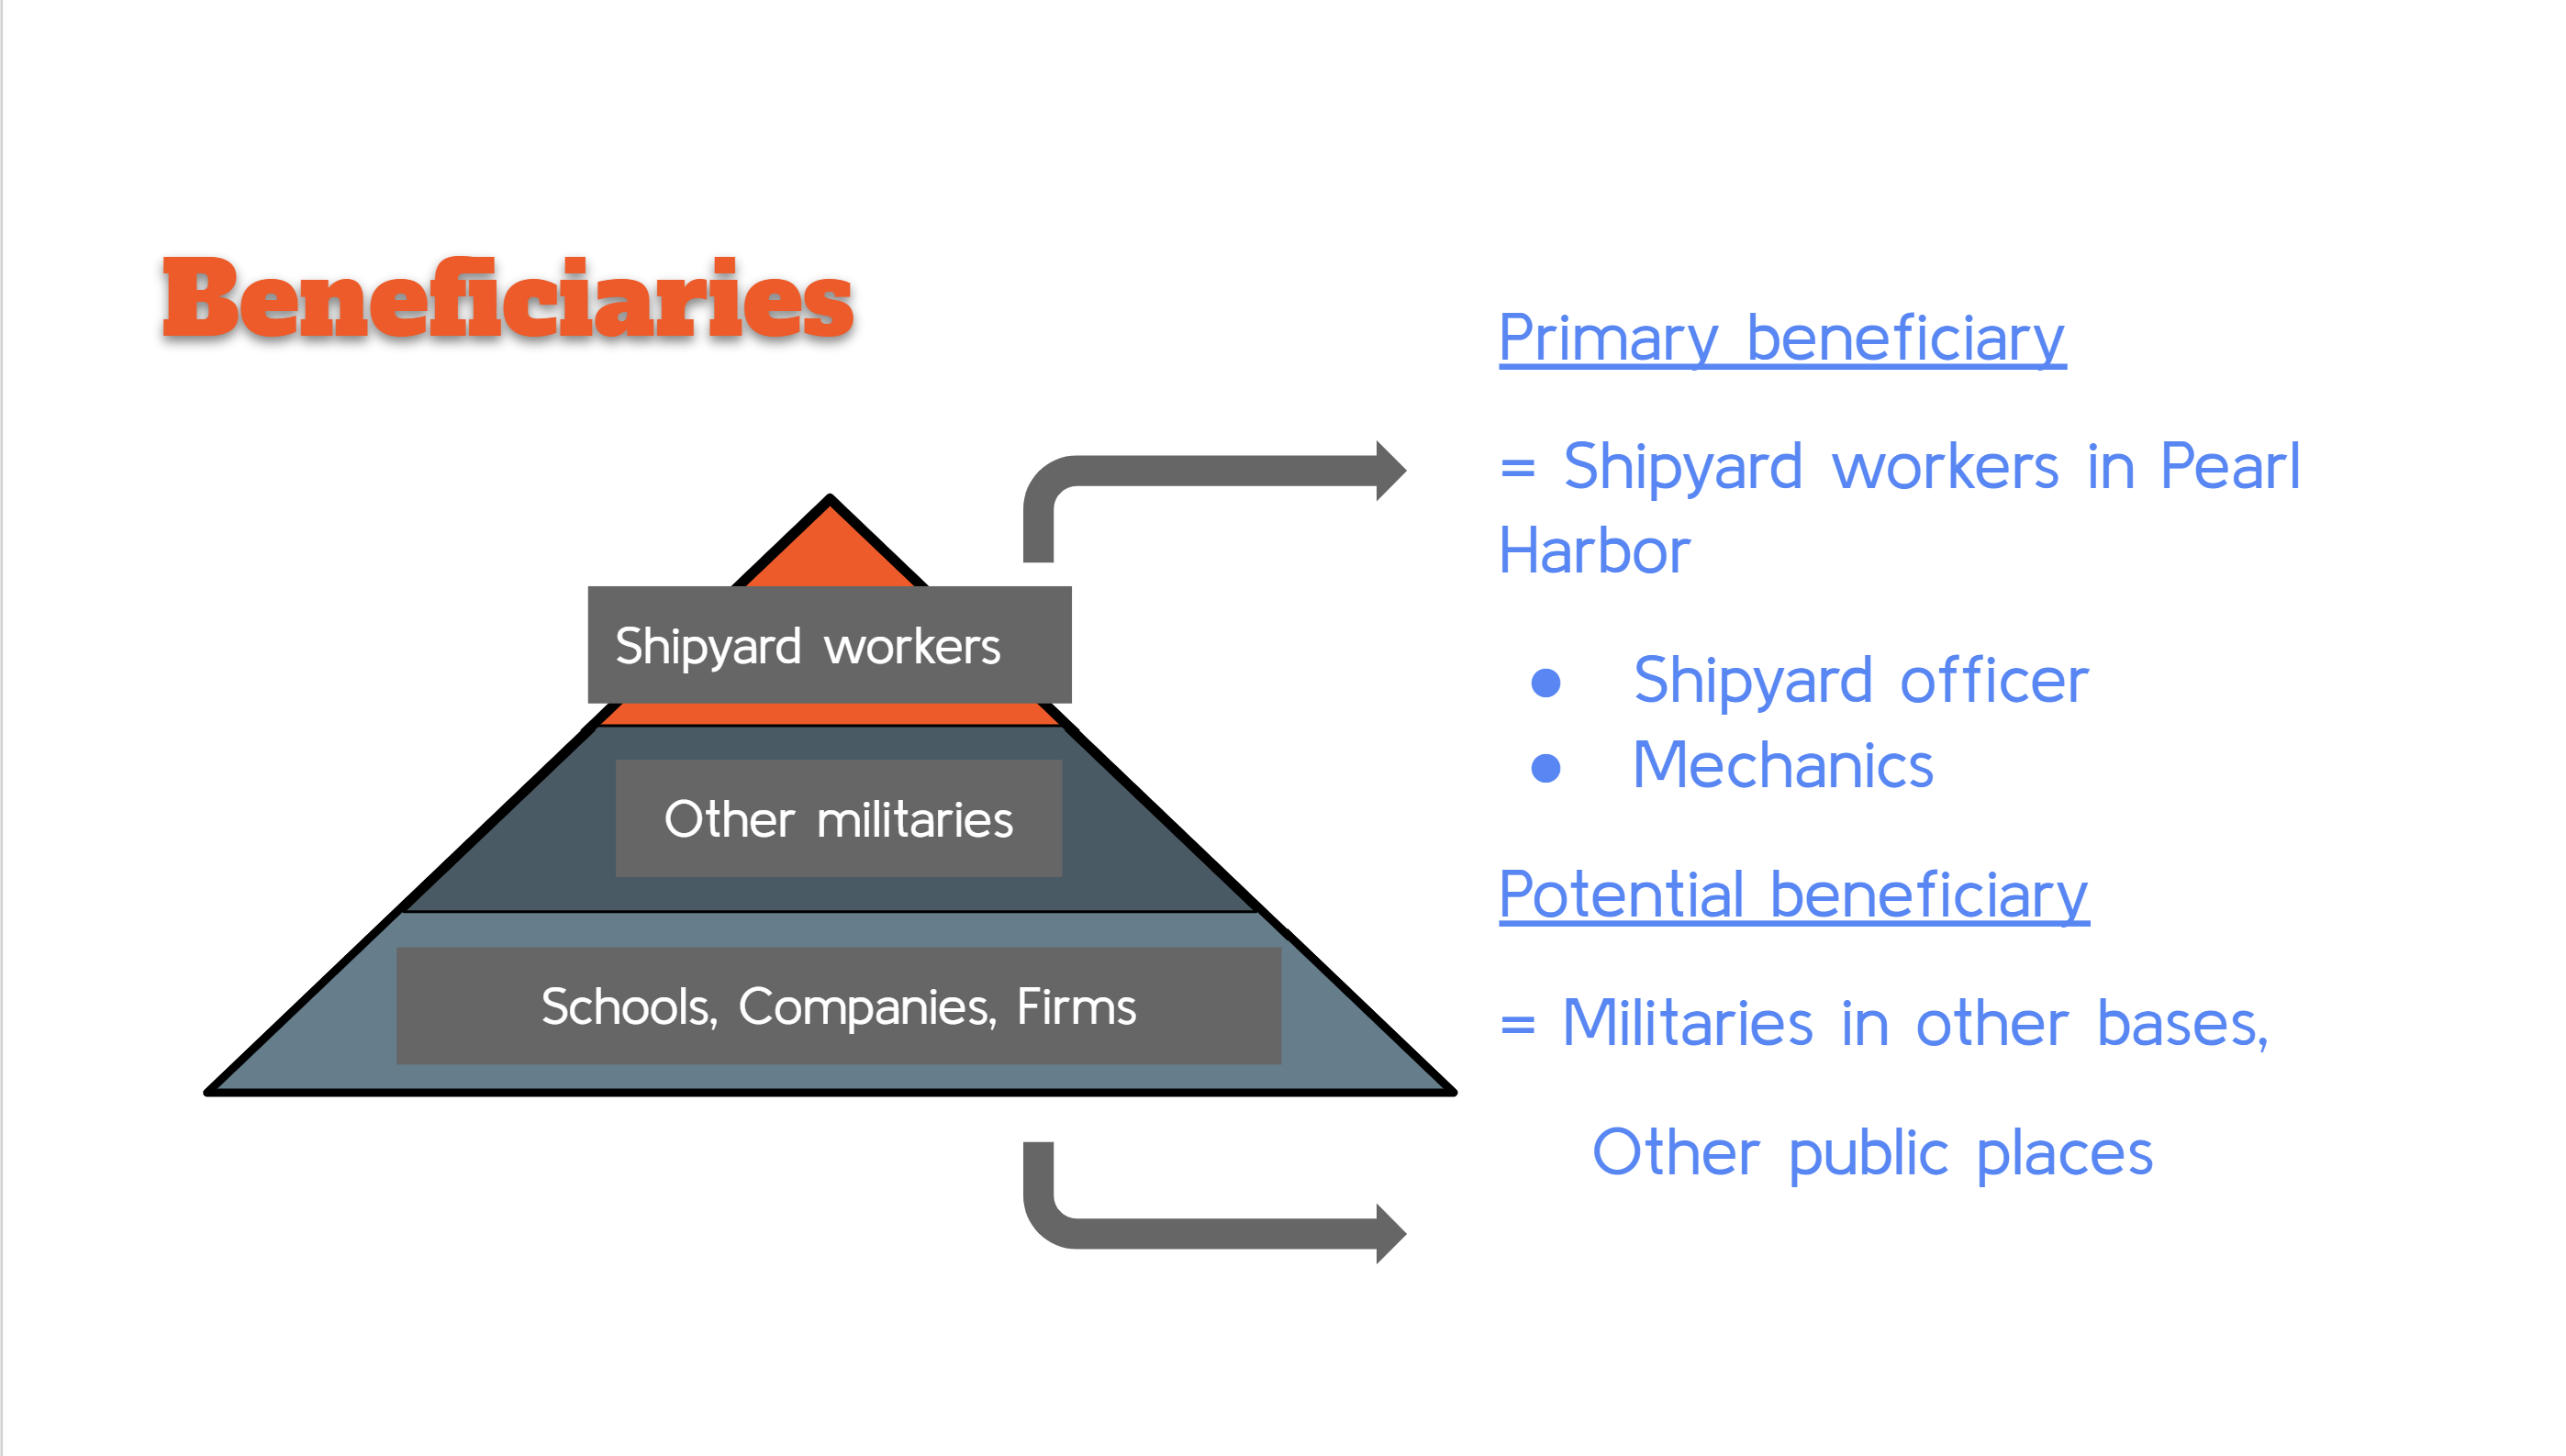 Beneficiaries
Shipyard workers
Other militaries
Schools, Companies, Firms
Primary beneficiary
= Shipyard workers in Pearl
Harbor
● Shipyard officer
● Mechanics
Potential beneficiary
= Militaries in other bases,
Other public places